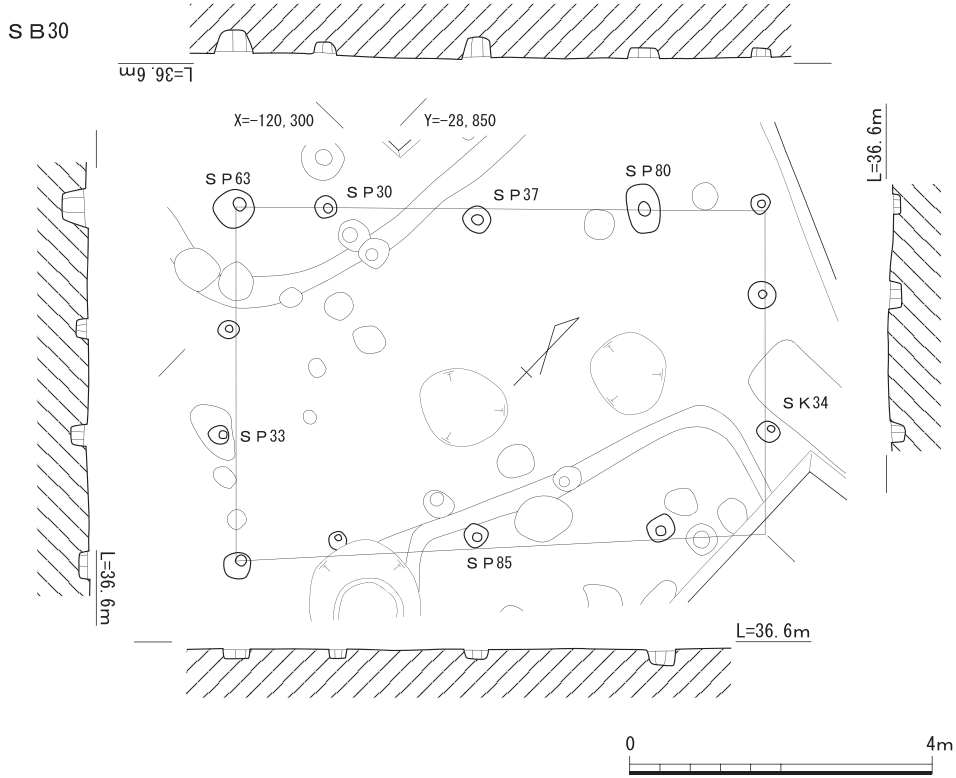 SB30
L=36.6m
X=-120,300
Y=-28,850
L=36.6m
SP63
SP30
SP37
SP80
SP33
SK34
SP85
L=36.6m
L=36.6m
0
4m